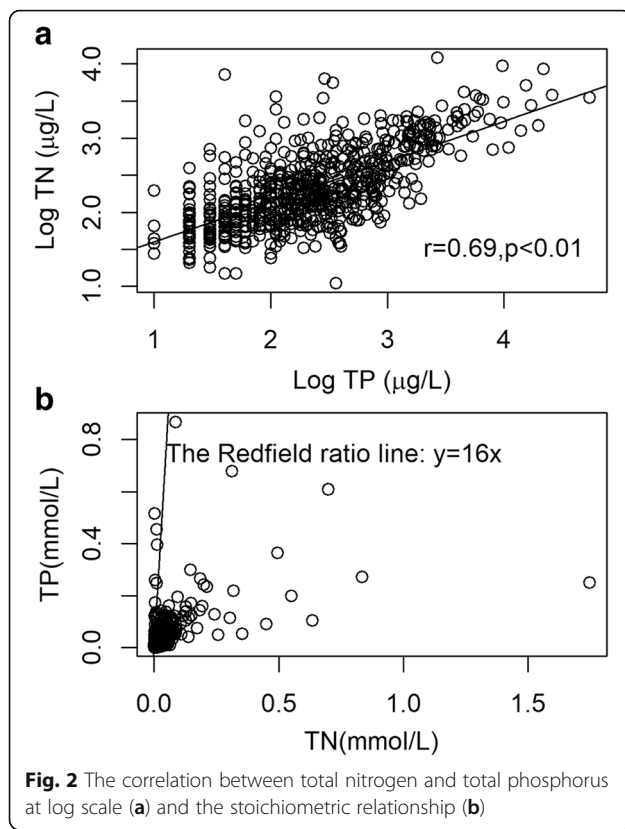 a
Log TN (μg/L)
4.0
3.0
2.0
1.0
r=0.69,p<0.01
1 2 3 4
Log TP (μg/L)
b
TP(mmol/L)
0.8
0.4
0.0
The Redfield ratio line: y=16x
0.0 0.5 1.0 1.5
TN(mmol/L)
Fig. 2 The correlation between total nitrogen and total phosphorus
at log scale (a) and the stoichiometric relationship (b)